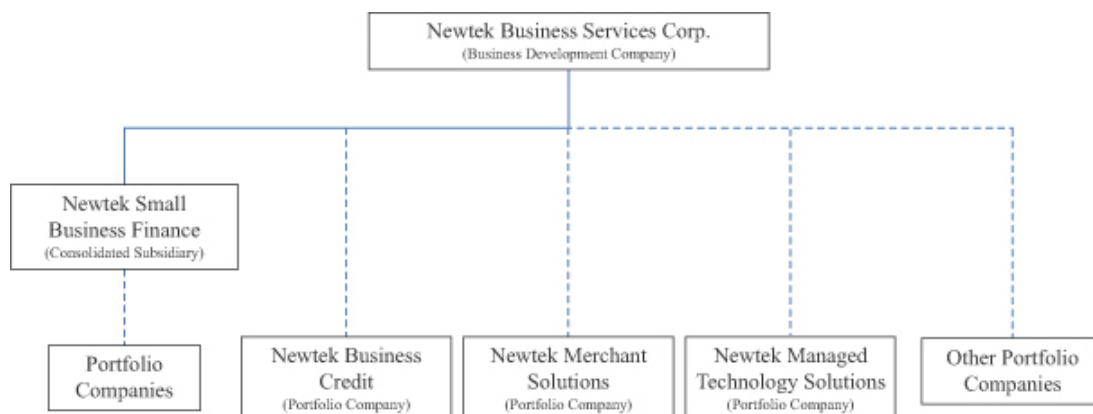 Newtek Business Services Corp.
(Business Development Company)
Newtek Small
Business Finance
(Consolidated Subsidiary)
Portfolio
Companies
Newtek Business
Credit
(Portfolio Company)
Newtek Merchant
Solutions
(Portfolio Company)
Newtek Managed
Technology Solutions
(Portfolio Company)
Other Portfolio
Companies